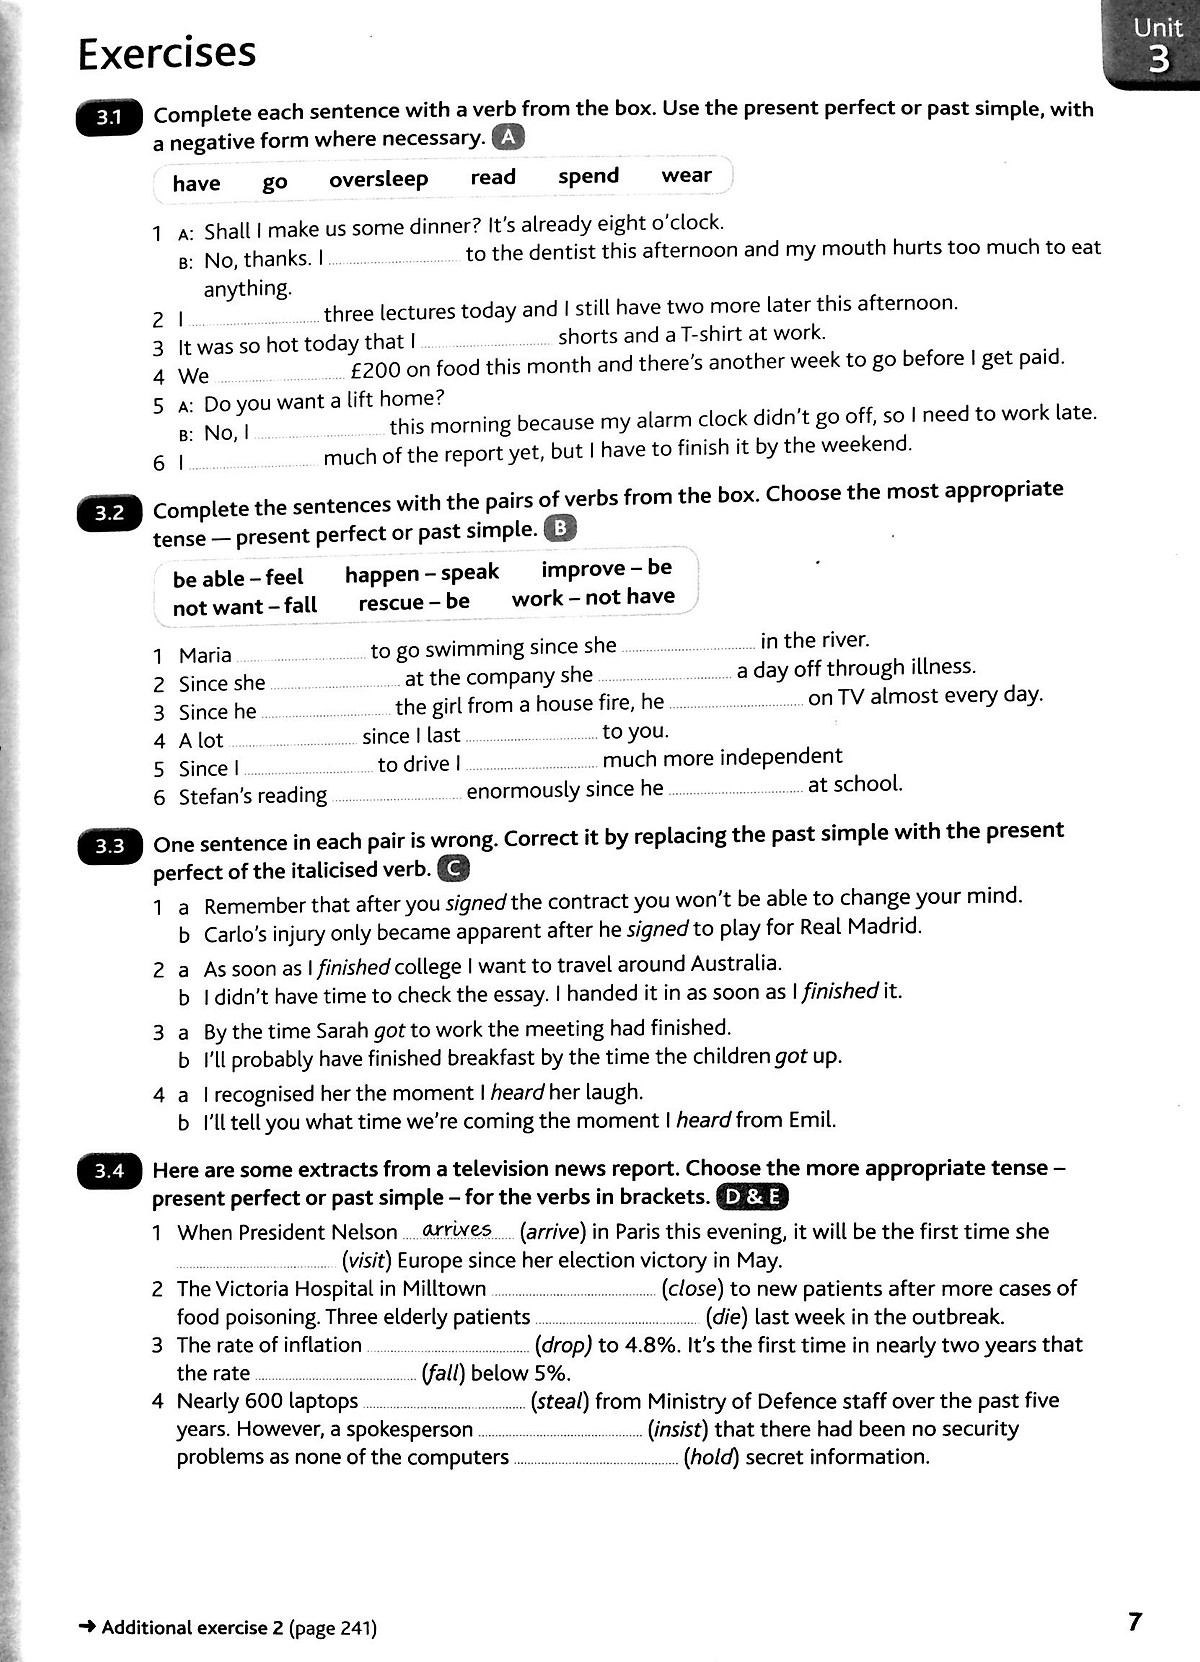 Unit
3
Exercises
3.1 Complete each sentence with a verb from the box. Use the present perfect or past simple, with
a negative form where necessary. A
have go oversleep read spend wear
1 A: Shall I make us some dinner? It's already eight o'clock.
B: No, thanks. I ............ to the dentist this afternoon and my mouth hurts too much to eat
anything.
2 I ............ three lectures today and I still have two more later this afternoon.
3 It was so hot today that I ............ shorts and a T-shirt at work.
4 We ............ £200 on food this month and there's another week to go before I get paid.
5 A: Do you want a lift home?
B: No, I ............ this morning because my alarm clock didn't go off, so I need to work late.
6 I ............ much of the report yet, but I have to finish it by the weekend.
3.2 Complete the sentences with the pairs of verbs from the box. Choose the most appropriate
tense — present perfect or past simple. B
be able – feel happen – speak improve – be
not want – fall rescue – be work – not have
1 Maria ............ to go swimming since she ............ in the river.
2 Since she ............ at the company she ............ a day off through illness.
3 Since he ............ the girl from a house fire, he ............ on TV almost every day.
4 A lot ............ since I last ............ to you.
5 Since I ............ to drive I ............ much more independent
6 Stefan's reading ............ enormously since he ............ at school.
3.3 One sentence in each pair is wrong. Correct it by replacing the past simple with the present
perfect of the italicised verb. C
1 a Remember that after you signed the contract you won't be able to change your mind.
b Carlo's injury only became apparent after he signed to play for Real Madrid.
2 a As soon as I finished college I want to travel around Australia.
b I didn't have time to check the essay. I handed it in as soon as I finished it.
3 a By the time Sarah got to work the meeting had finished.
b I'll probably have finished breakfast by the time the children got up.
4 a I recognised her the moment I heard her laugh.
b I'll tell you what time we're coming the moment I heard from Emil.
3.4 Here are some extracts from a television news report. Choose the more appropriate tense –
present perfect or past simple – for the verbs in brackets. D & E
1 When President Nelson ....arrives.... (arrive) in Paris this evening, it will be the first time she
............ (visit) Europe since her election victory in May.
2 The Victoria Hospital in Milltown ............ (close) to new patients after more cases of
food poisoning. Three elderly patients ............ (die) last week in the outbreak.
3 The rate of inflation ............ (drop) to 4.8%. It's the first time in nearly two years that
the rate ............ (fall) below 5%.
4 Nearly 600 laptops ............ (steal) from Ministry of Defence staff over the past five
years. However, a spokesperson ............ (insist) that there had been no security
problems as none of the computers ............ (hold) secret information.
➜ Additional exercise 2 (page 241)
7